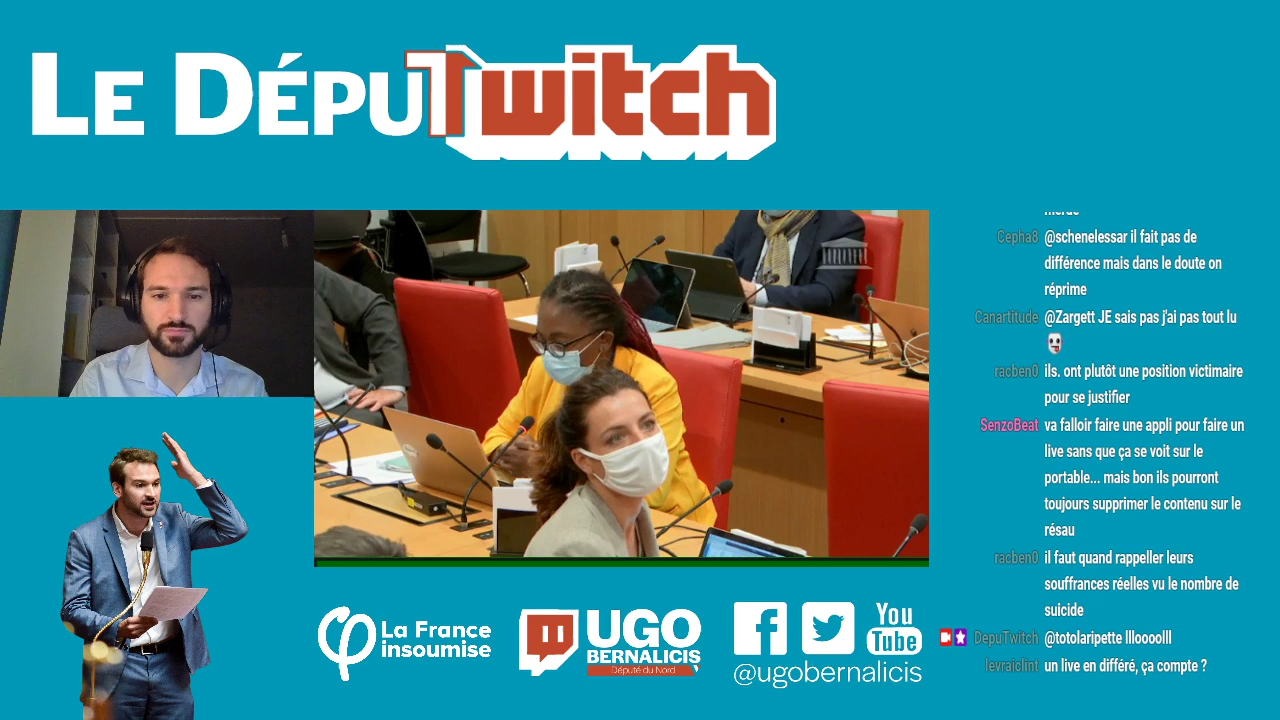 LE DÉPUTwitch
merde
Cepha8 @schenelessar il fait pas de
différence mais dans le doute on
réprime
Canartitude @Zargett JE sais pas j'ai pas tout lu
racben0 ils. ont plutôt une position victimaire
pour se justifier
SenzoBeat va falloir faire une appli pour faire un
live sans que ça se voit sur le
portable... mais bon ils pourront
toujours supprimer le contenu sur le
résau
racben0 il faut quand rappeller leurs
souffrances réelles vu le nombre de
suicide
DepuTwitch @totolaripette lllooooolll
levraiclint un live en différé, ça compte ?
La France
insoumise
UGO
BERNALICIS
Député du Nord
You
Tube
@ugobernalicis